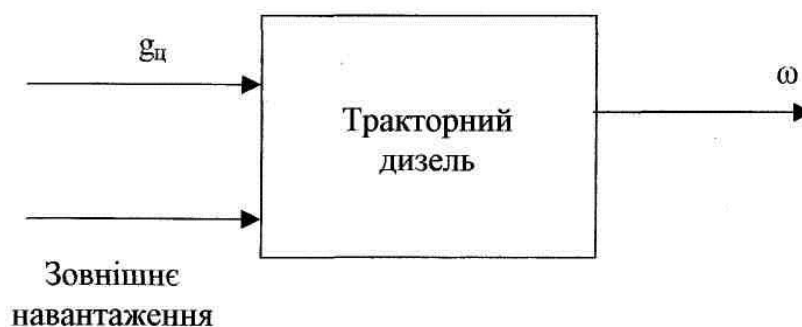 gц
ω
Тракторний
дизель
Зовнішнє
навантаження